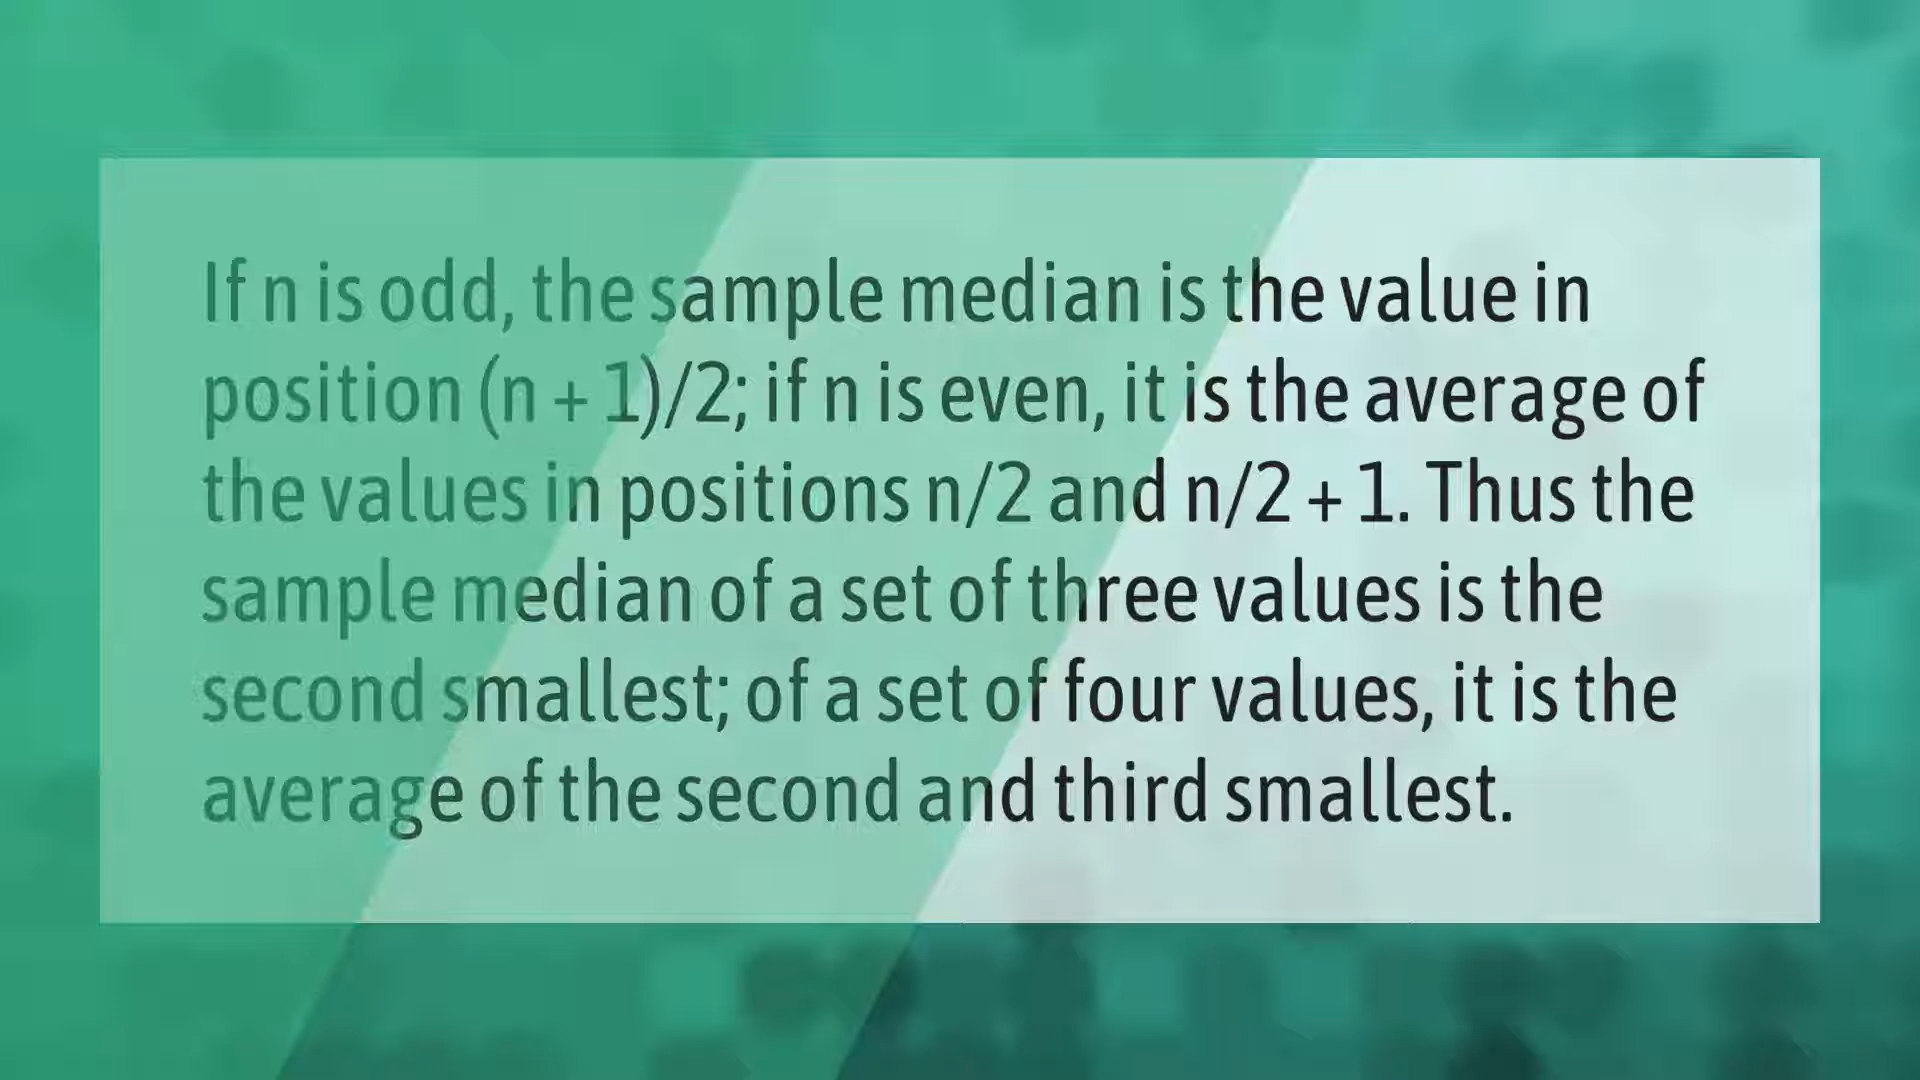 If n is odd, the sample median is the value in
position (n + 1)/2; if n is even, it is the average of
the values in positions n/2 and n/2 + 1. Thus the
sample median of a set of three values is the
second smallest; of a set of four values, it is the
average of the second and third smallest.